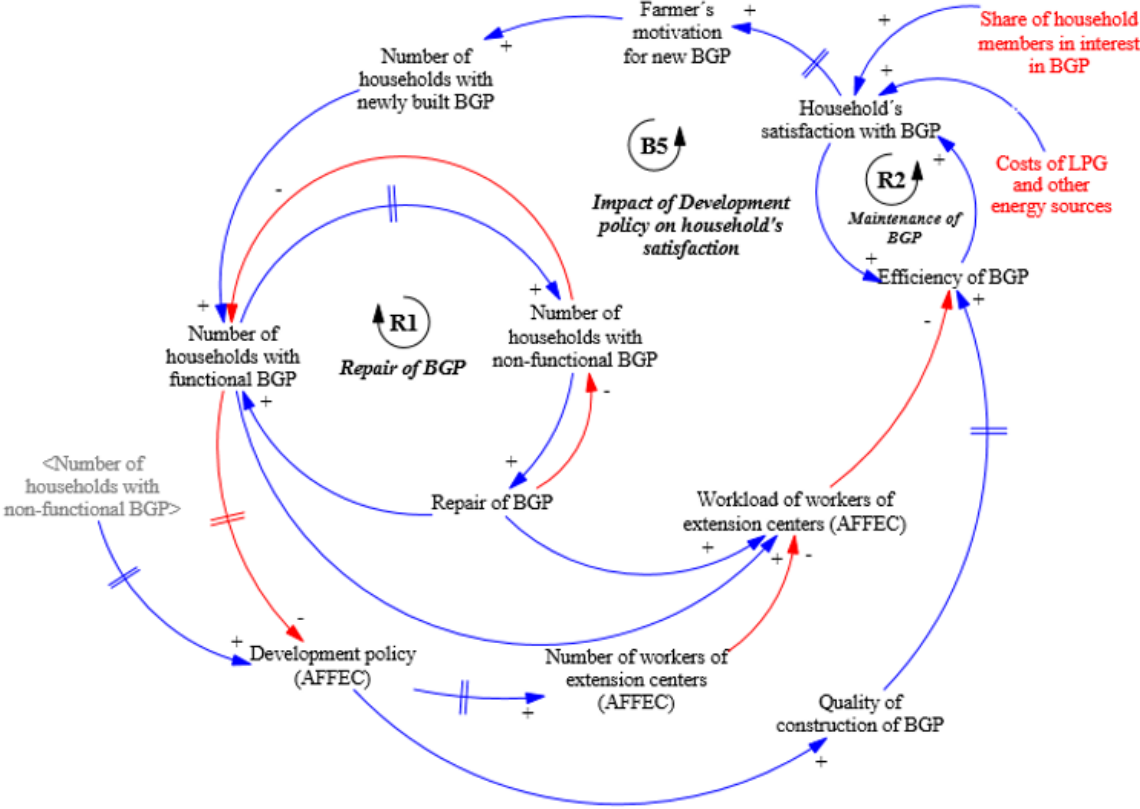 Farmer´s
motivation
for new BGP
+
+
Number of
households with
newly built BGP
Share of household
members in interest
in BGP
+
+
Household´s
satisfaction with BGP
B5
Impact of Development
policy on household's
satisfaction
R2
Maintenance of
BGP
+
Costs of LPG
and other
energy sources
+
Efficiency of BGP
-
+
-
+
Number of
households with
functional BGP
+
R1
Repair of BGP
+
Number of
households with
non-functional BGP
-
+
Repair of BGP
<Number of
households with
non-functional BGP>
Workload of workers of
extension centers (AFFEC)
+
+
-
-
+
Development policy
(AFFEC)
+
Number of workers of
extension centers
(AFFEC)
Quality of
construction of BGP
+